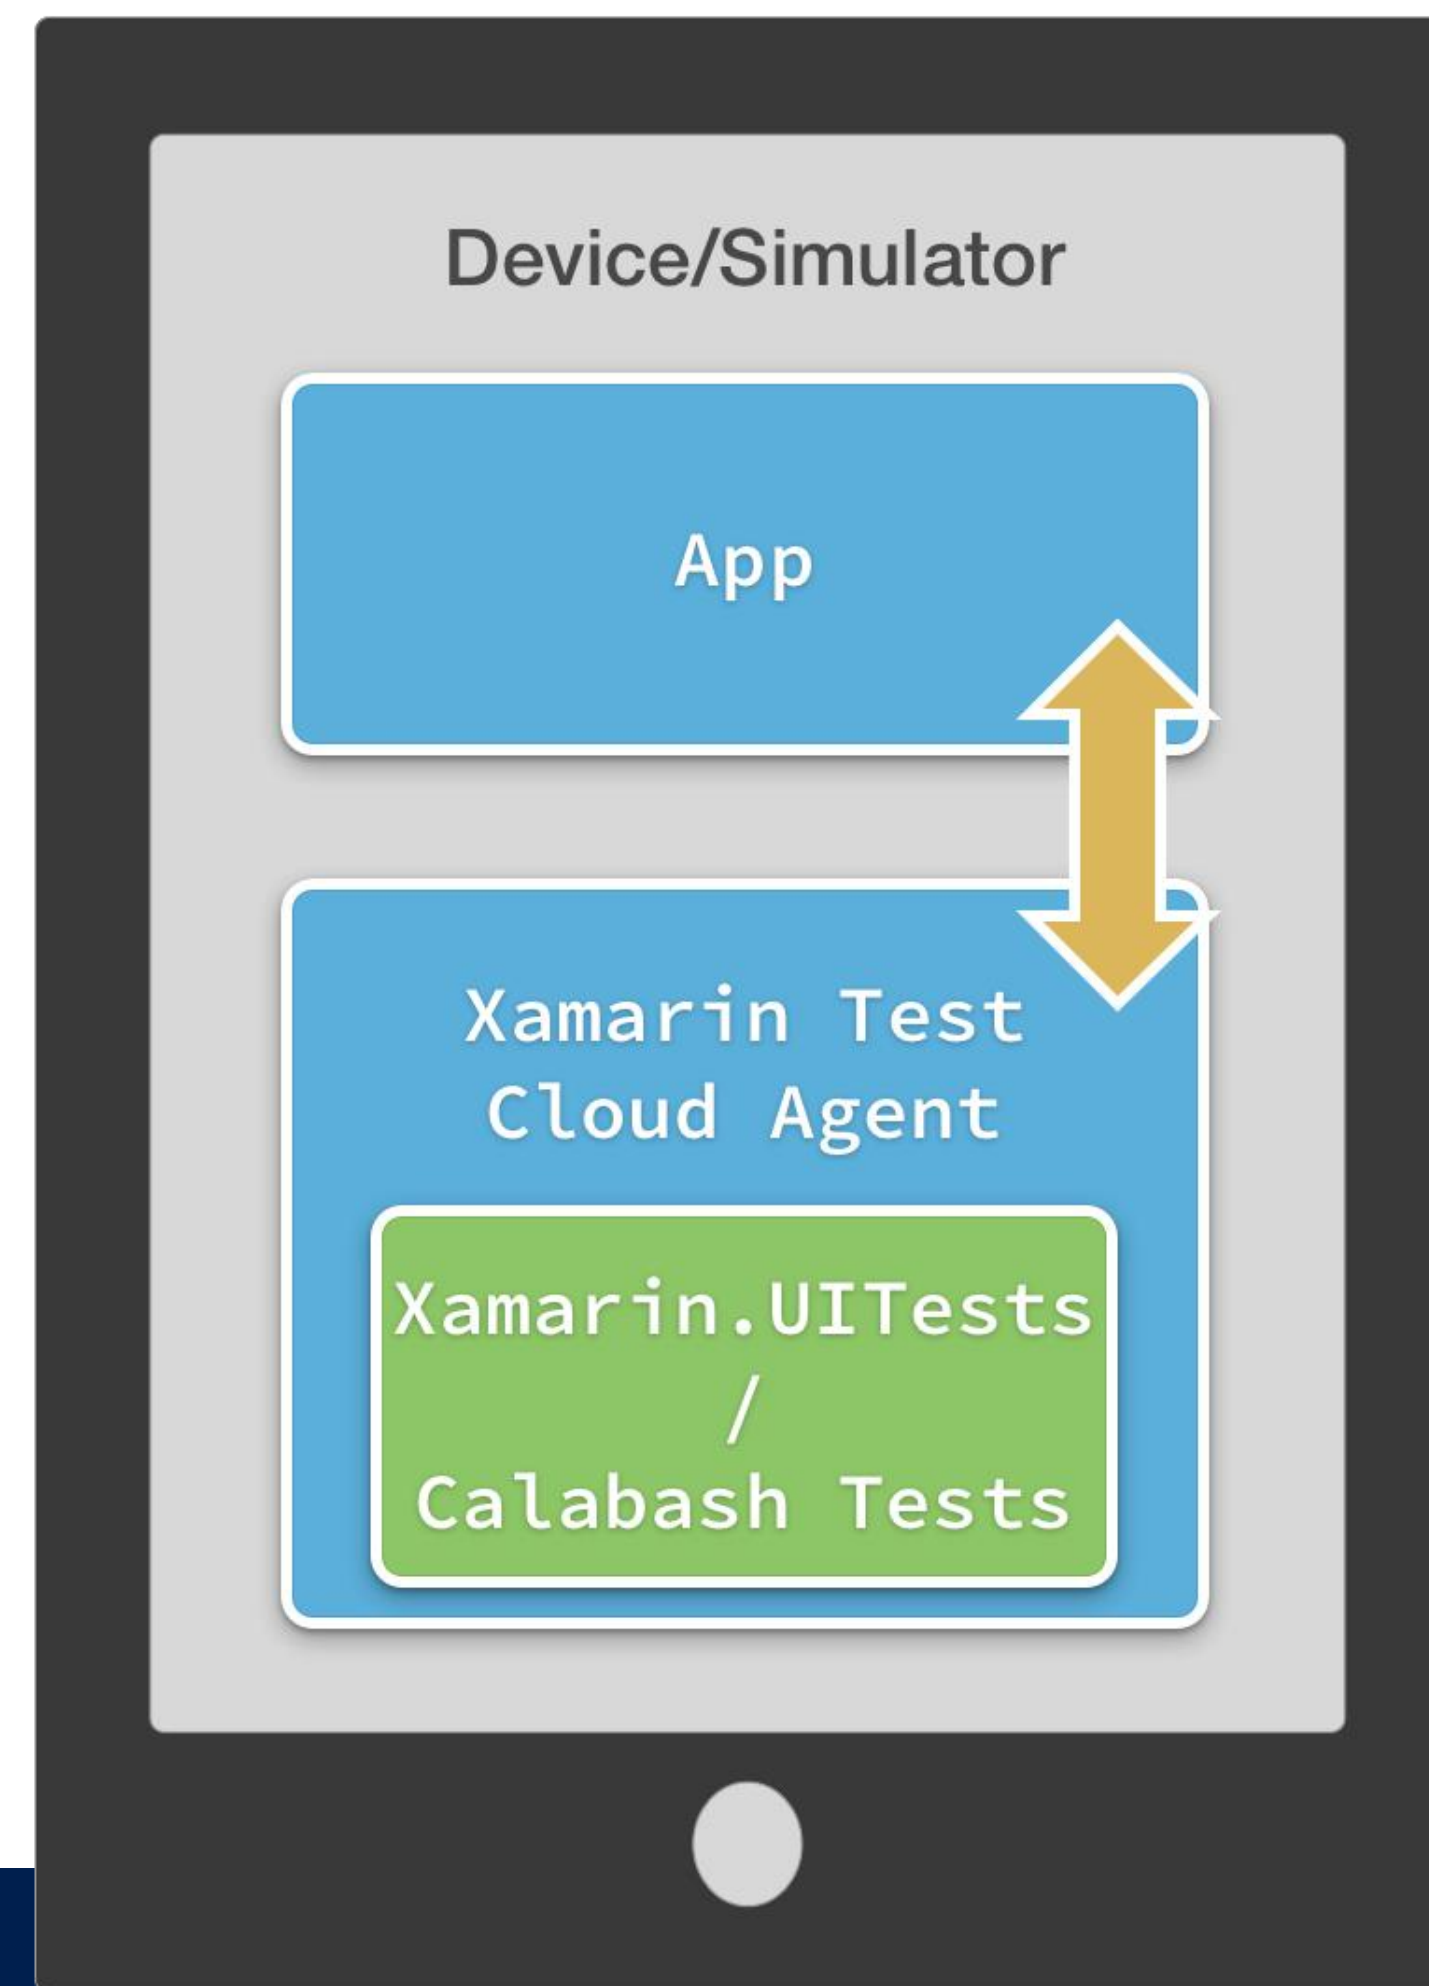 Device/Simulator
App
Xamarin Test
Cloud Agent
Xamarin.UITests
/
Calabash Tests